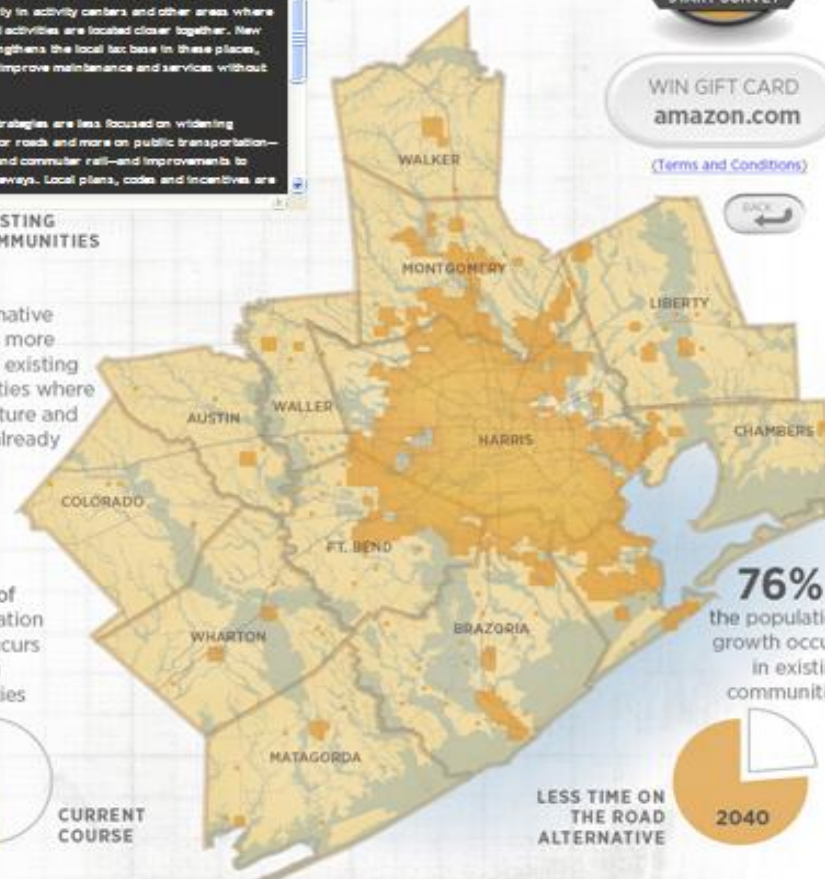 ly in activity centers and other areas where
activities are located closer together. New
gthens the local tax base in these places,
improve maintenance and services without
rategies are less focused on widening
or roads and more on public transportation—
nd commuter rail—and improvements to
eways. Local plans, codes and incentives are
START SURVEY
WIN GIFT CARD
amazon.com
(Terms and Conditions)
BACK
STING
MMUNITIES
native
more
existing
ties where
ture and
lready
of
ation
curs
ies
CURRENT
COURSE
WALKER
MONTGOMERY
LIBERTY
AUSTIN
WALLER
HARRIS
CHAMBERS
COLORADO
FT. BEND
WHARTON
BRAZORIA
MATAGORDA
76%
the populati
growth occu
in existi
communiti
LESS TIME ON
THE ROAD
ALTERNATIVE
2040